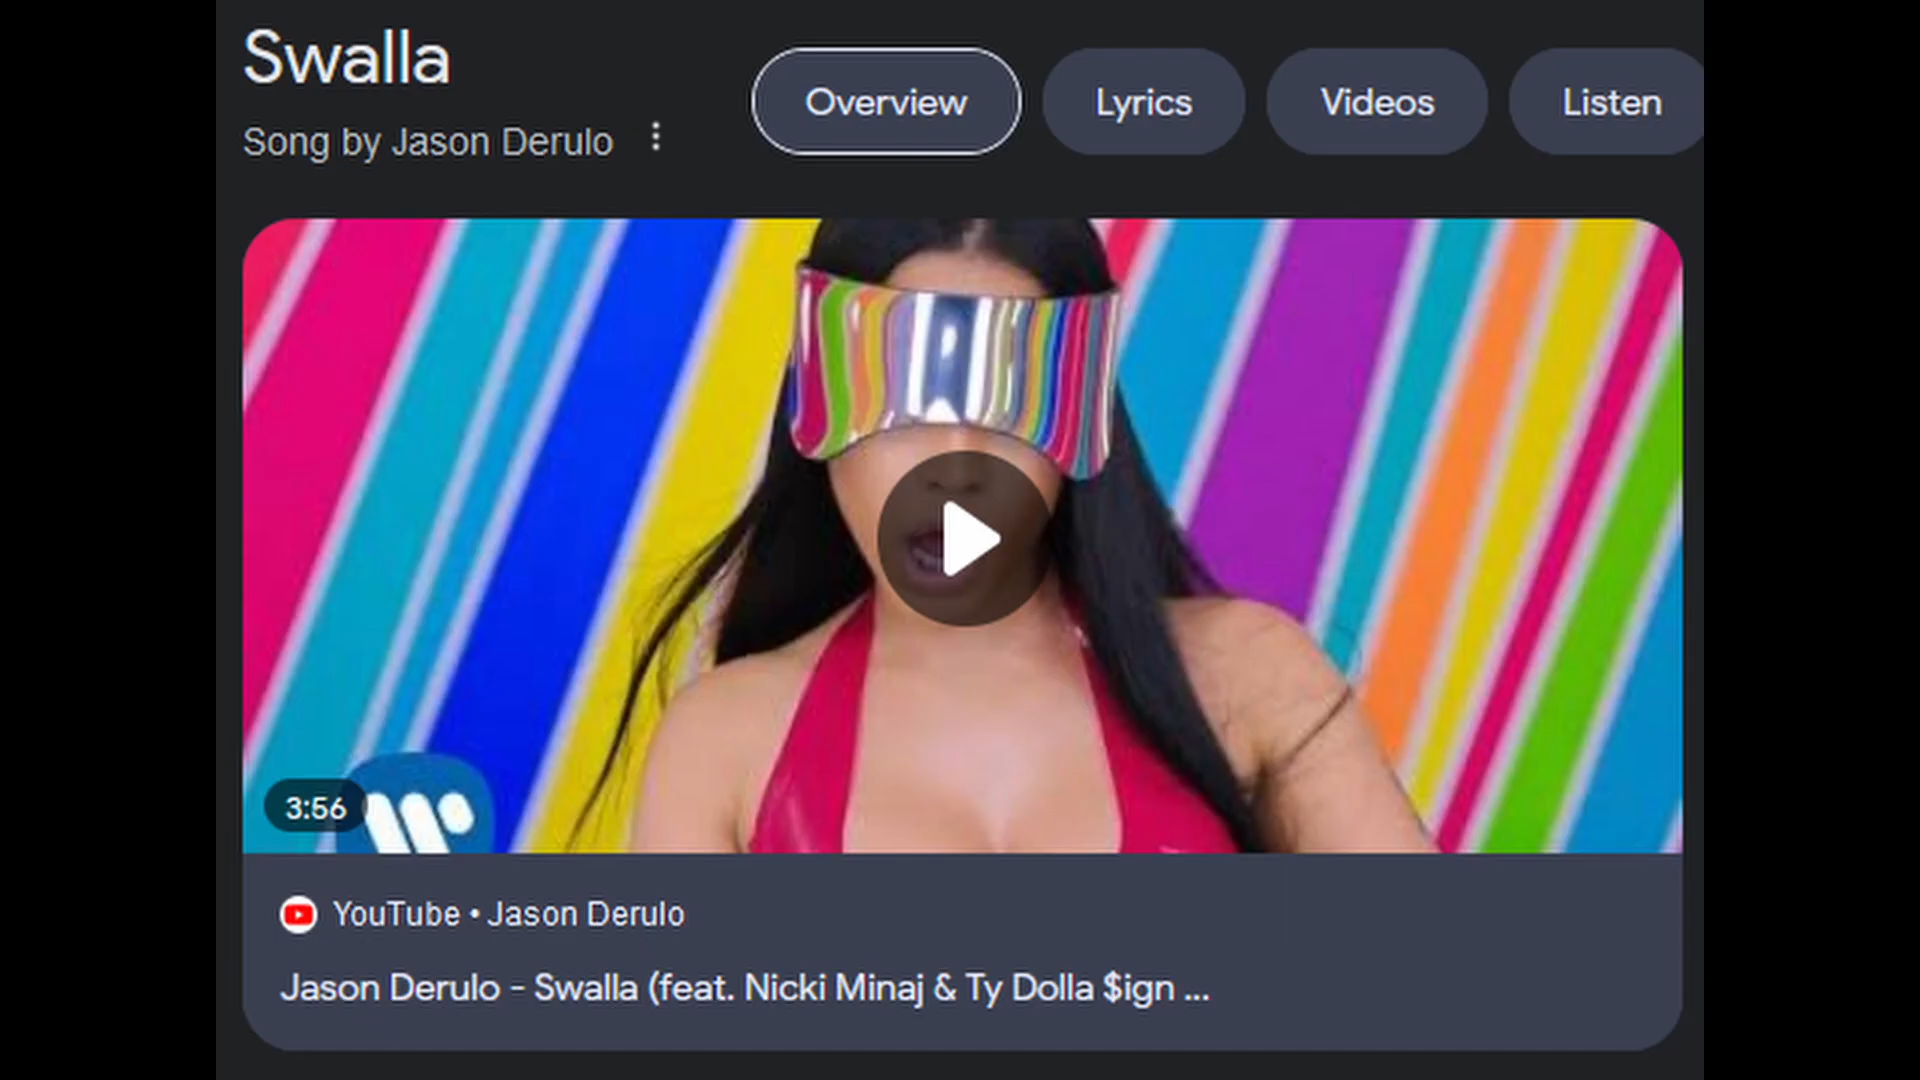 Swalla
Song by Jason Derulo
Overview
Lyrics
Videos
Listen
3:56
YouTube • Jason Derulo
Jason Derulo - Swalla (feat. Nicki Minaj & Ty Dolla $ign ...